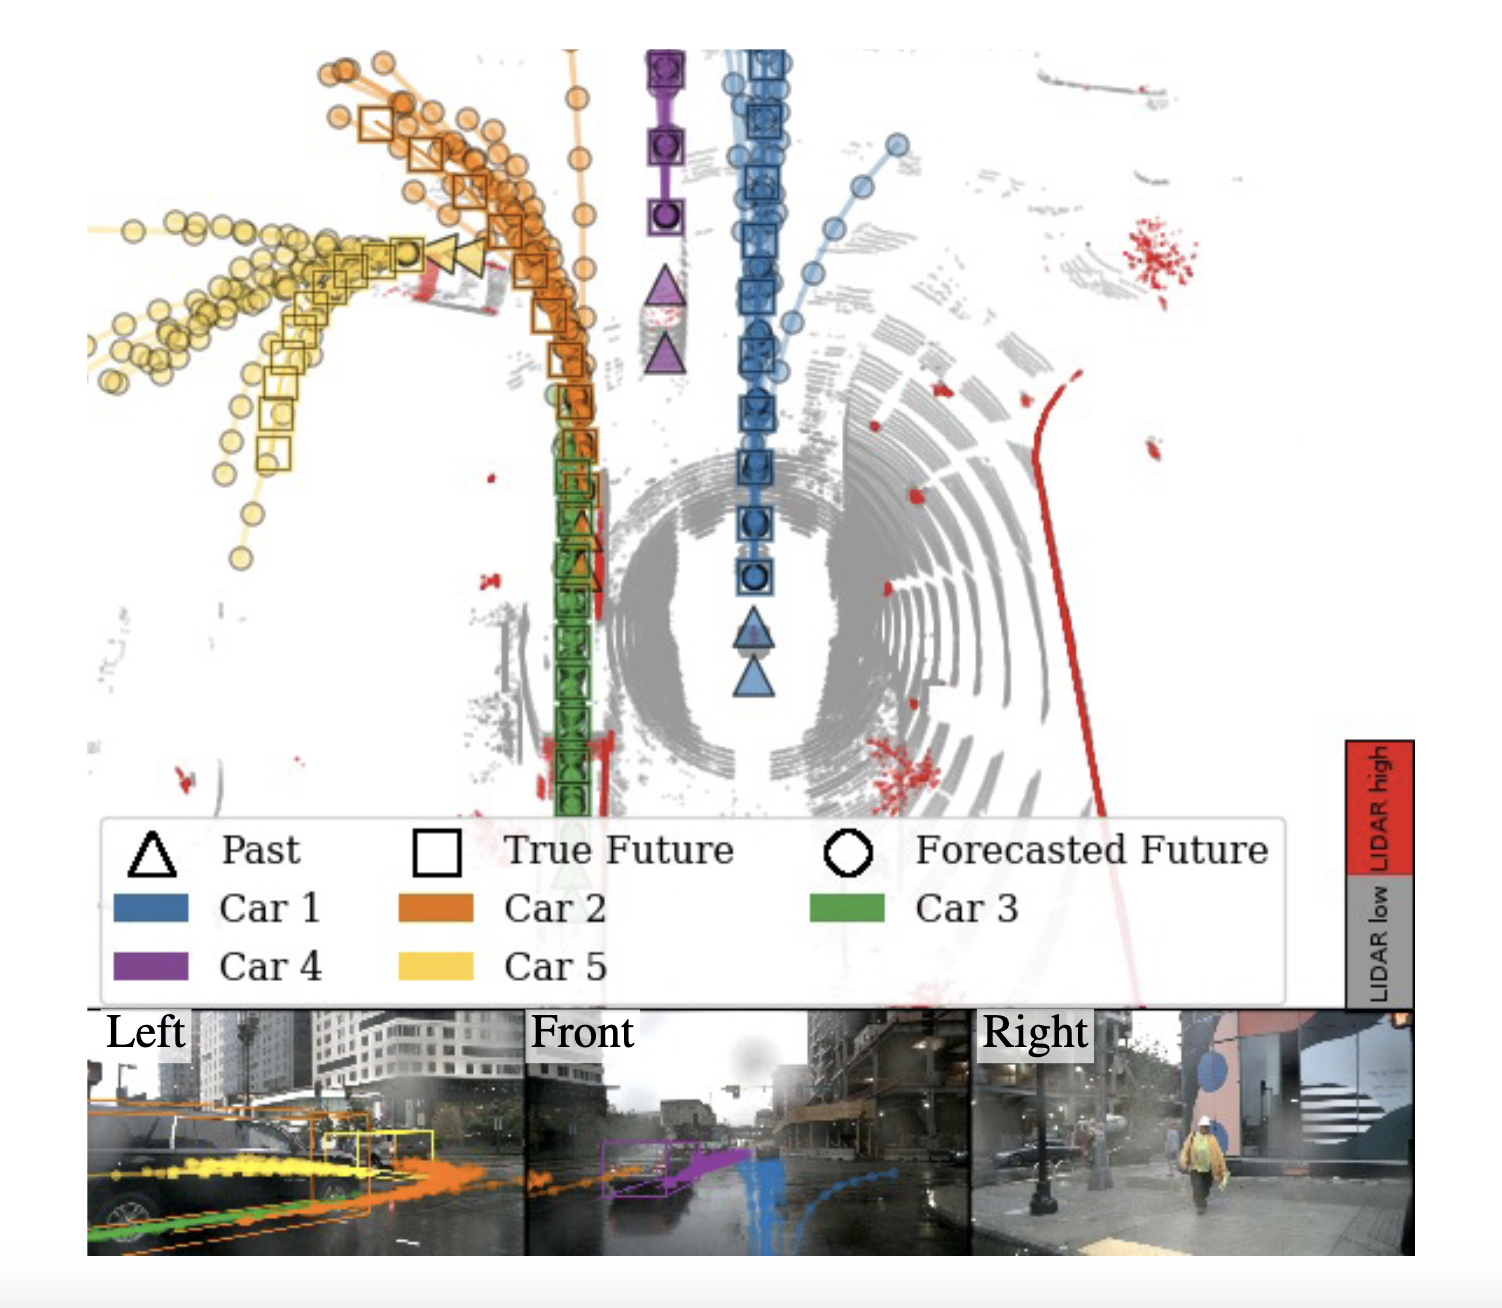 LIDAR high
LIDAR low
Past
True Future
Forecasted Future
Car 1
Car 2
Car 3
Car 4
Car 5
Left
Front
Right